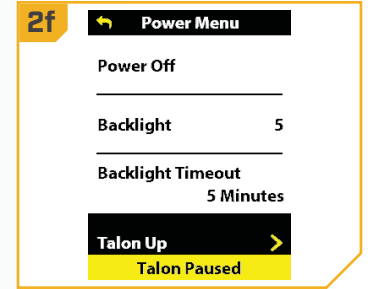 2f
Power Menu
Power Off
Backlight 5
Backlight Timeout
5 Minutes
Talon Up
Talon Paused